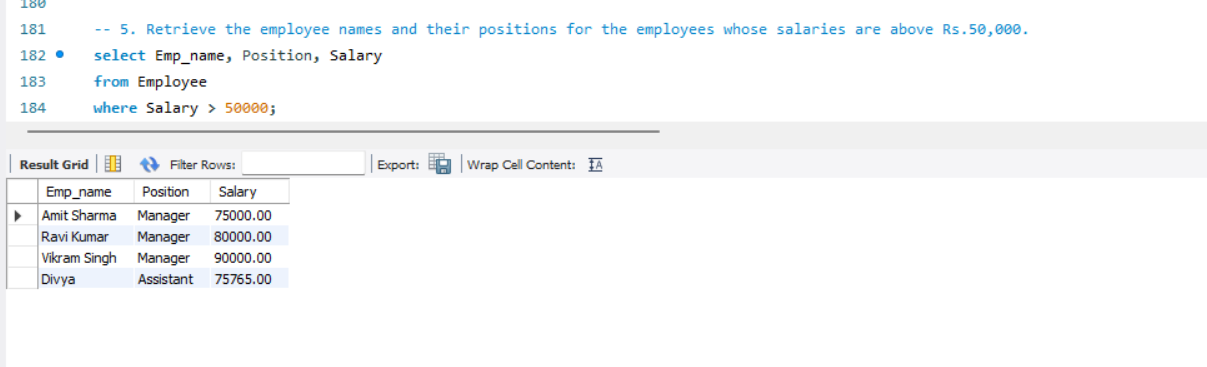 180
181 -- 5. Retrieve the employee names and their positions for the employees whose salaries are above Rs.50,000.
182 select Emp_name, Position, Salary
183 from Employee
184 where Salary > 50000;
Result Grid Filter Rows: Export: Wrap Cell Content: IA
Emp_name Position Salary
Amit Sharma Manager 75000.00
Ravi Kumar Manager 80000.00
Vikram Singh Manager 90000.00
Divya Assistant 75765.00